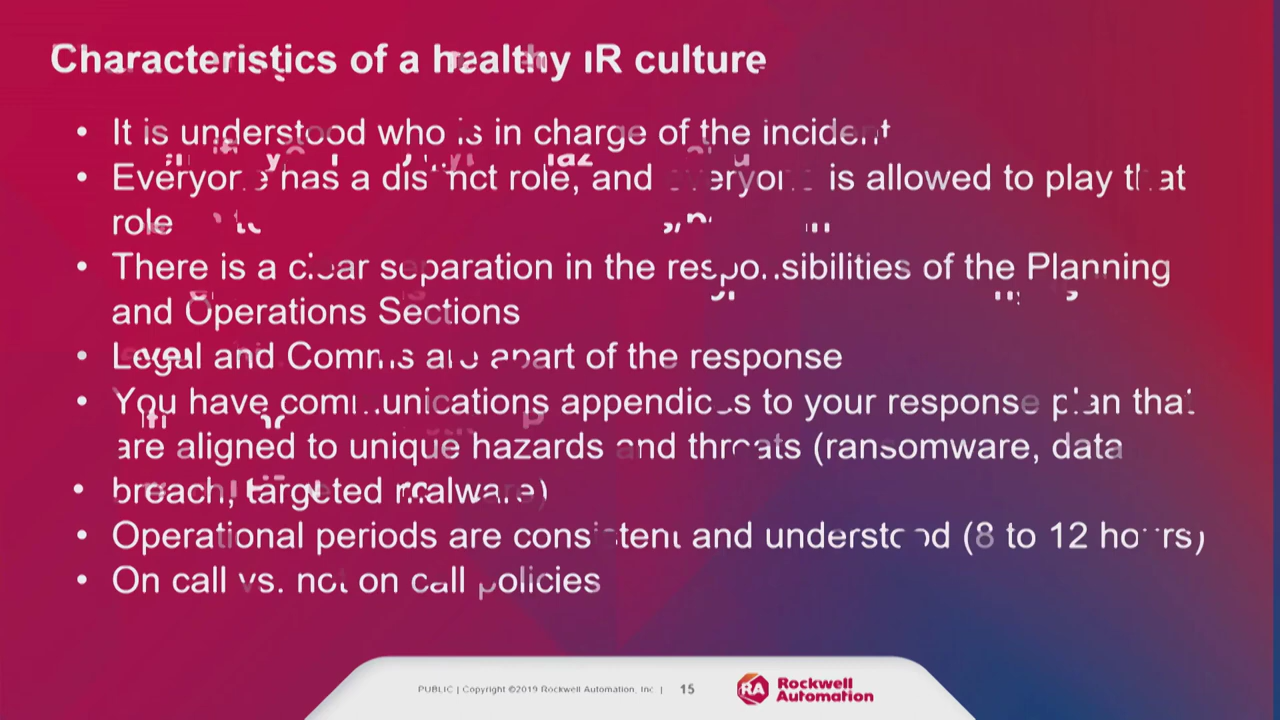 Characteristics of a healthy IR culture
• It is understood who is in charge of the incident
• Everyone has a distinct role, and everyone is allowed to play that
role
• There is a clear separation in the responsibilities of the Planning
and Operations Sections
• Legal and Comms are apart of the response
• You have communications appendices to your response plan that
are aligned to unique hazards and threats (ransomware, data
• breach, targeted malware)
• Operational periods are consistent and understood (8 to 12 hours)
• On call vs. not on call policies
PUBLIC | Copyright ©2019 Rockwell Automation, Inc. | 15
RA Rockwell
Automation